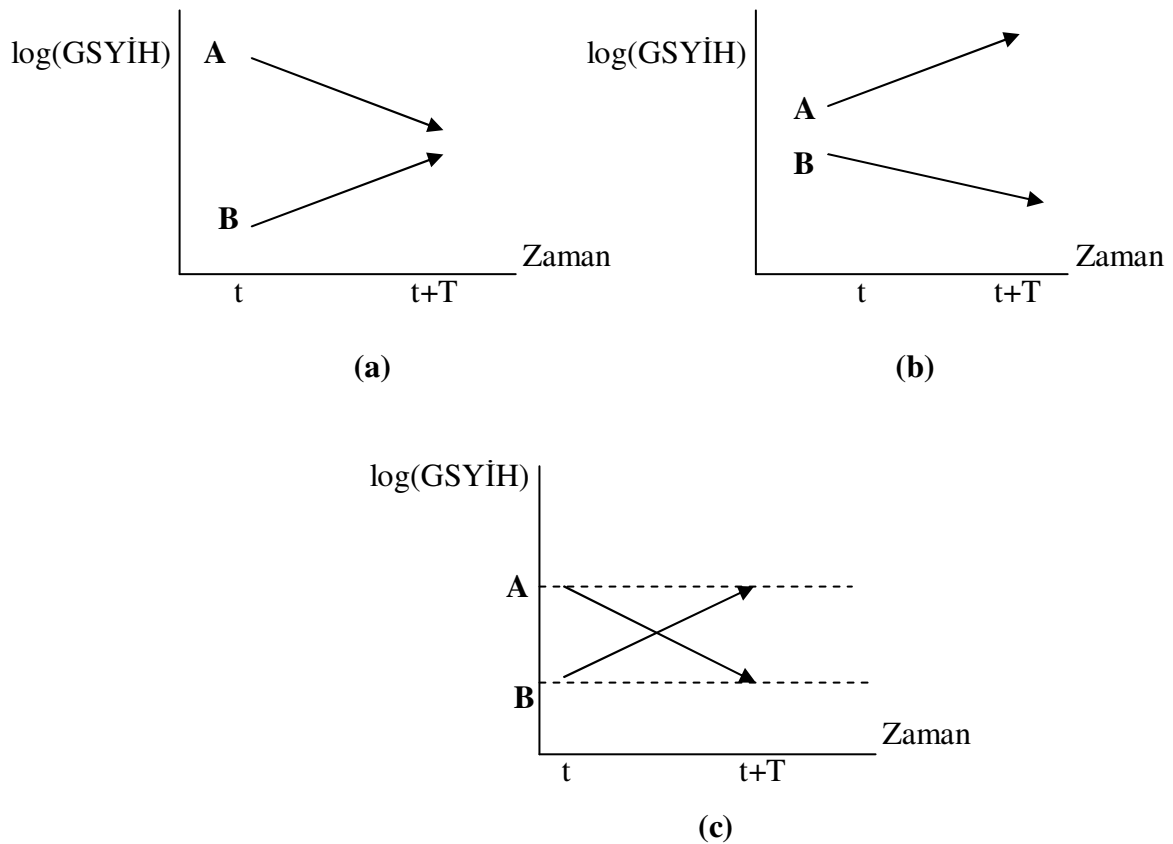 log(GSYİH)
A
B
Zaman
t
t+T
(a)
log(GSYİH)
A
B
Zaman
t
t+T
(b)
log(GSYİH)
A
B
Zaman
t
t+T
(c)